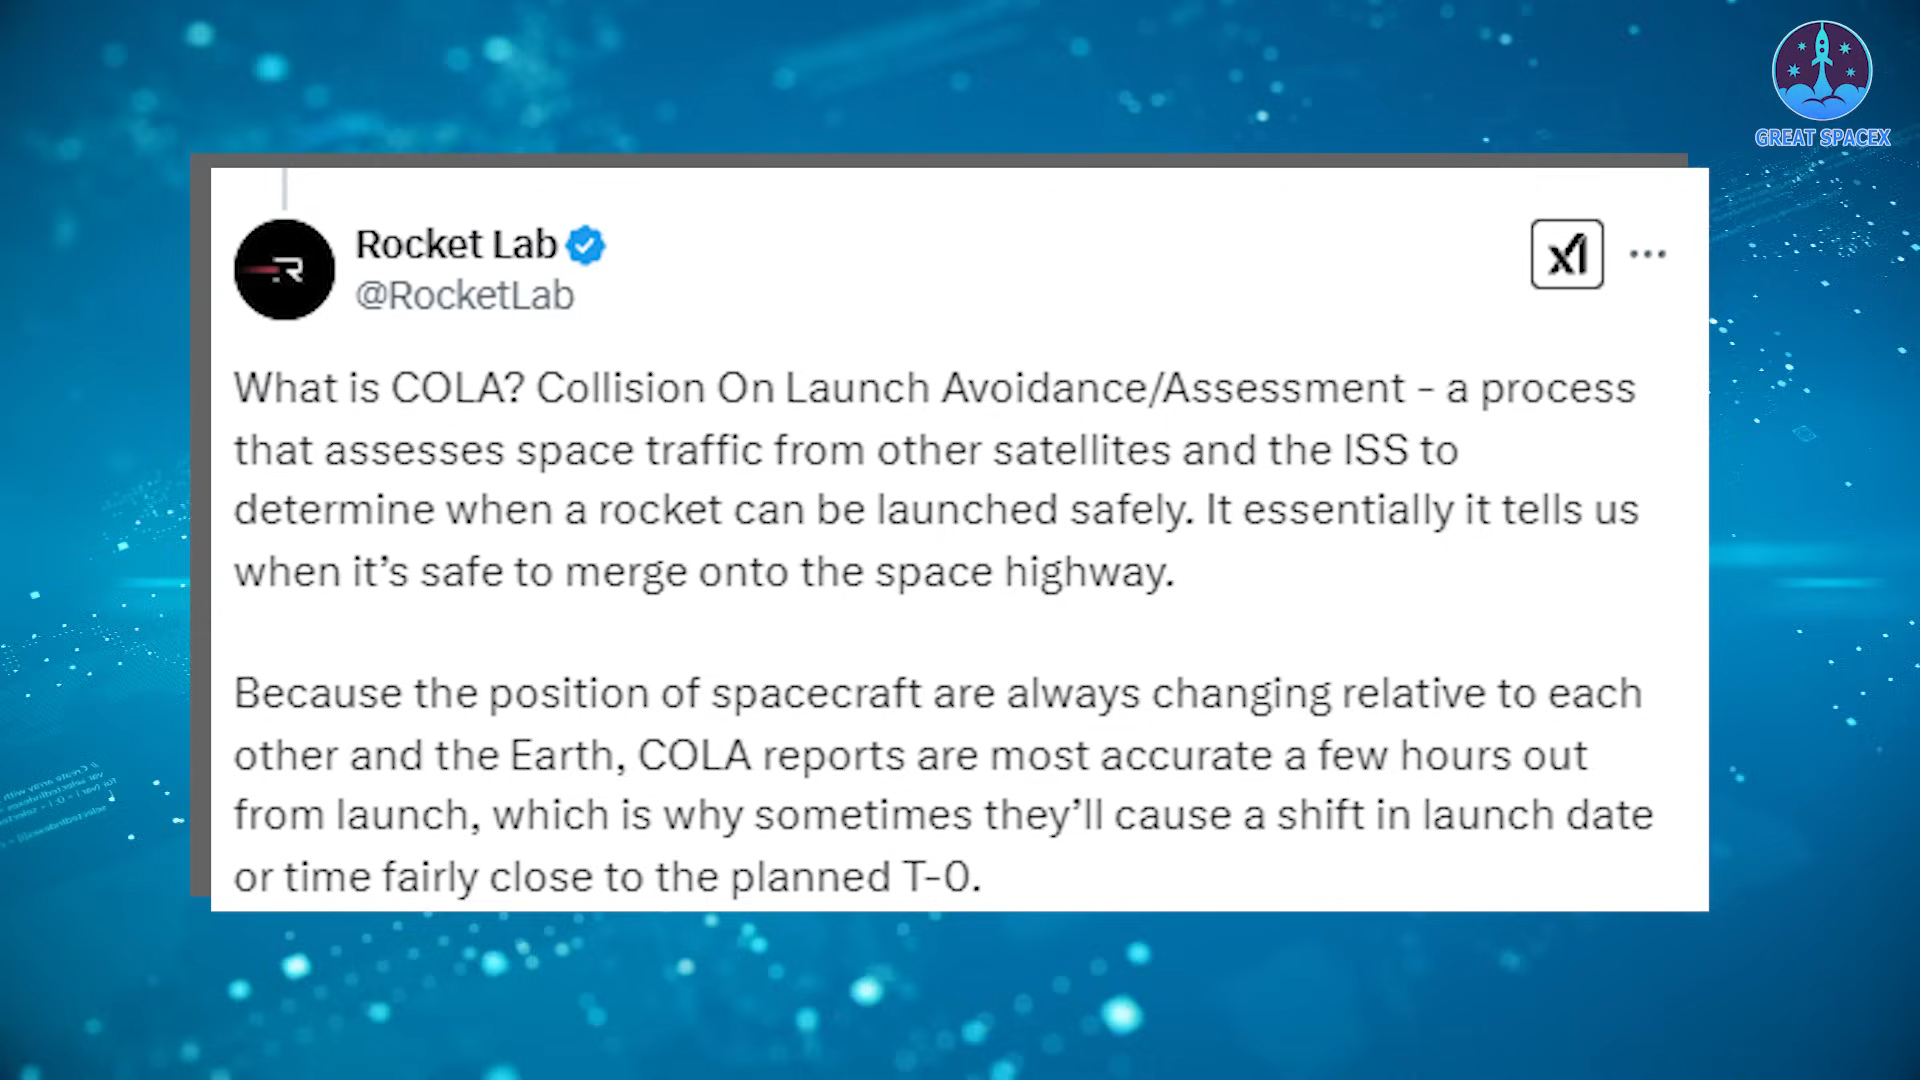 GREAT SPACEX
Rocket Lab
@RocketLab
What is COLA? Collision On Launch Avoidance/Assessment - a process
that assesses space traffic from other satellites and the ISS to
determine when a rocket can be launched safely. It essentially it tells us
when it’s safe to merge onto the space highway.
Because the position of spacecraft are always changing relative to each
other and the Earth, COLA reports are most accurate a few hours out
from launch, which is why sometimes they’ll cause a shift in launch date
or time fairly close to the planned T-0.